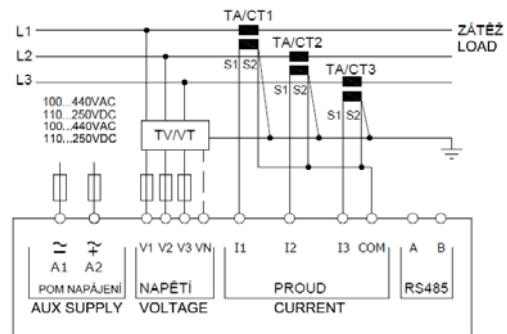 TA/CT1
L1
ZÁTĚŽ
LOAD
L2
TA/CT2
S1 S2
L3
TA/CT3
S1 S2
100...440VAC
110...250VDC
100...440VAC
110...250VDC
S1 S2
TV/VT
V1 V2 V3 VN
I1 I2 I3 COM
A B
A1 A2
POM NAPÁJENÍ
NAPĚTÍ
PROUD
RS485
AUX SUPPLY
VOLTAGE
CURRENT